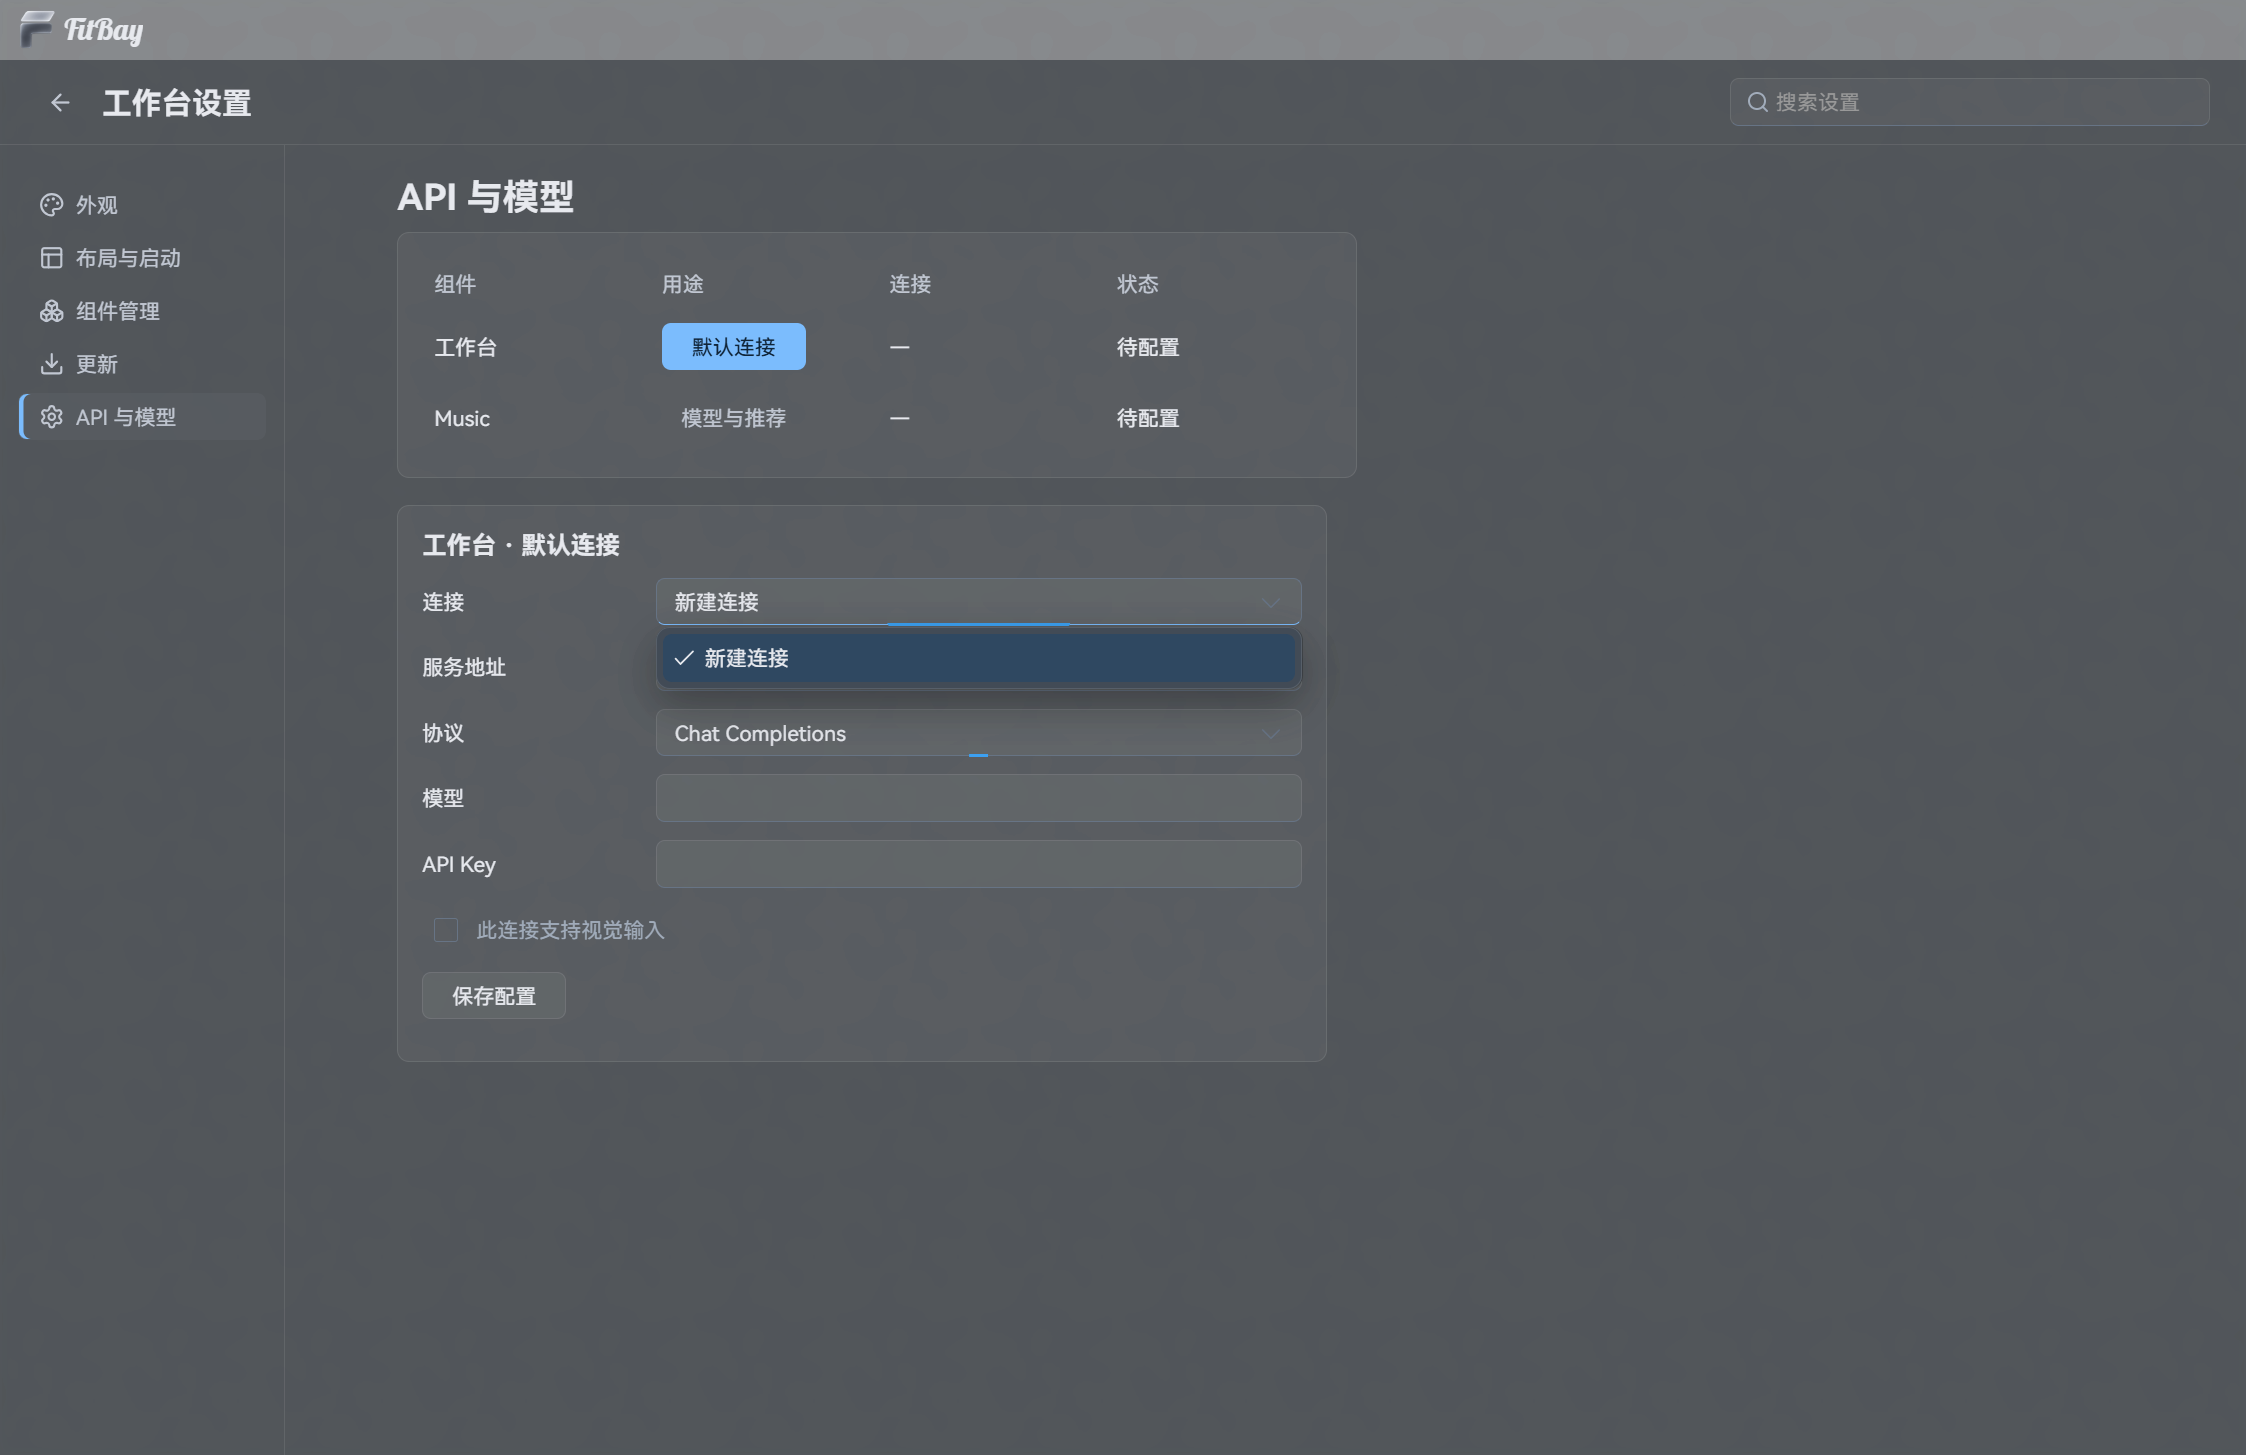 FitBay
工作台设置
搜索设置
外观
布局与启动
组件管理
更新
API 与模型
API 与模型
组件 用途 连接 状态
工作台 默认连接 — 待配置
Music 模型与推荐 — 待配置
工作台 · 默认连接
连接 新建连接
新建连接
服务地址
协议 Chat Completions
模型
API Key
此连接支持视觉输入
保存配置